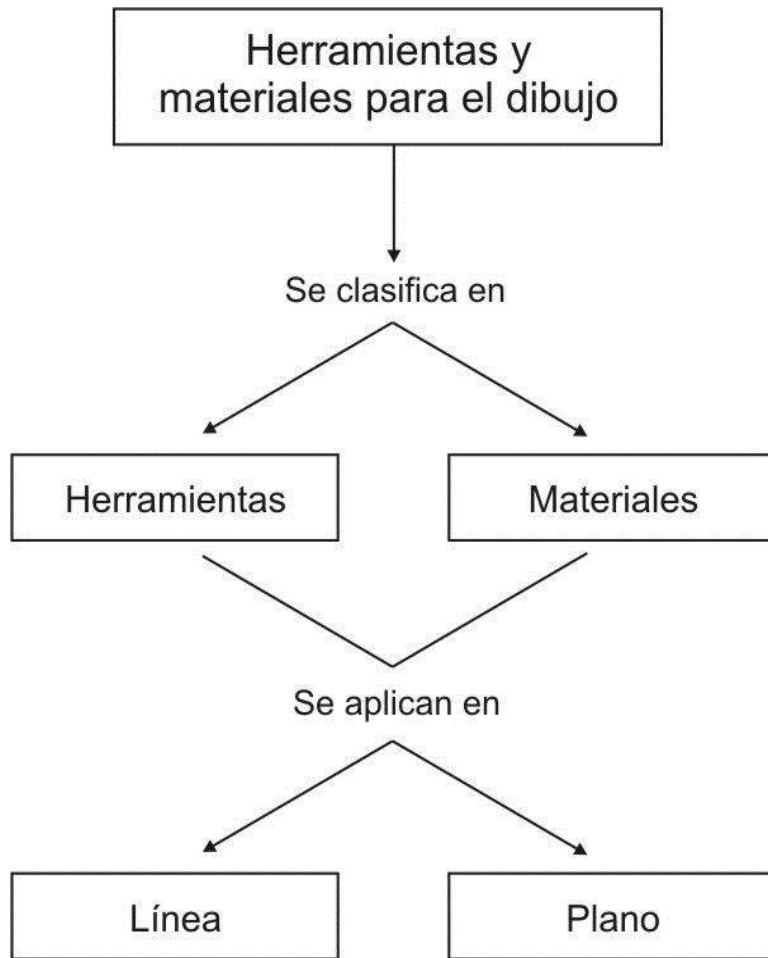 Herramientas y
materiales para el dibujo
Se clasifica en
Herramientas
Materiales
Se aplican en
Línea
Plano